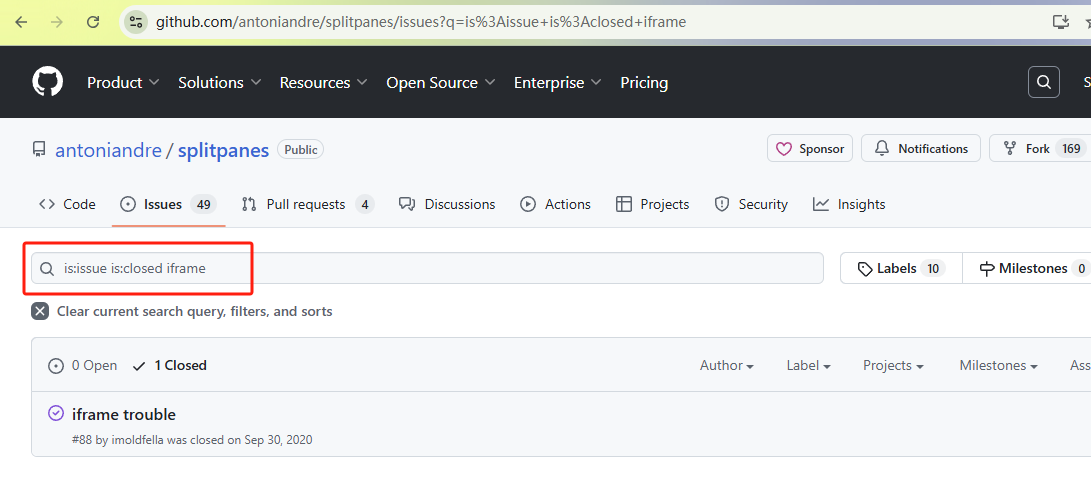 github.com/antoniandre/splitpanes/issues?q=is%3Aissue+is%3Aclosed+iframe
Product Solutions Resources Open Source Enterprise Pricing S
antoniandre / splitpanes Public Sponsor Notifications Fork 169
Code Issues 49 Pull requests 4 Discussions Actions Projects Security Insights
is:issue is:closed iframe Labels 10 Milestones 0
Clear current search query, filters, and sorts
0 Open 1 Closed Author Label Projects Milestones Ass
iframe trouble
#88 by imoldfella was closed on Sep 30, 2020